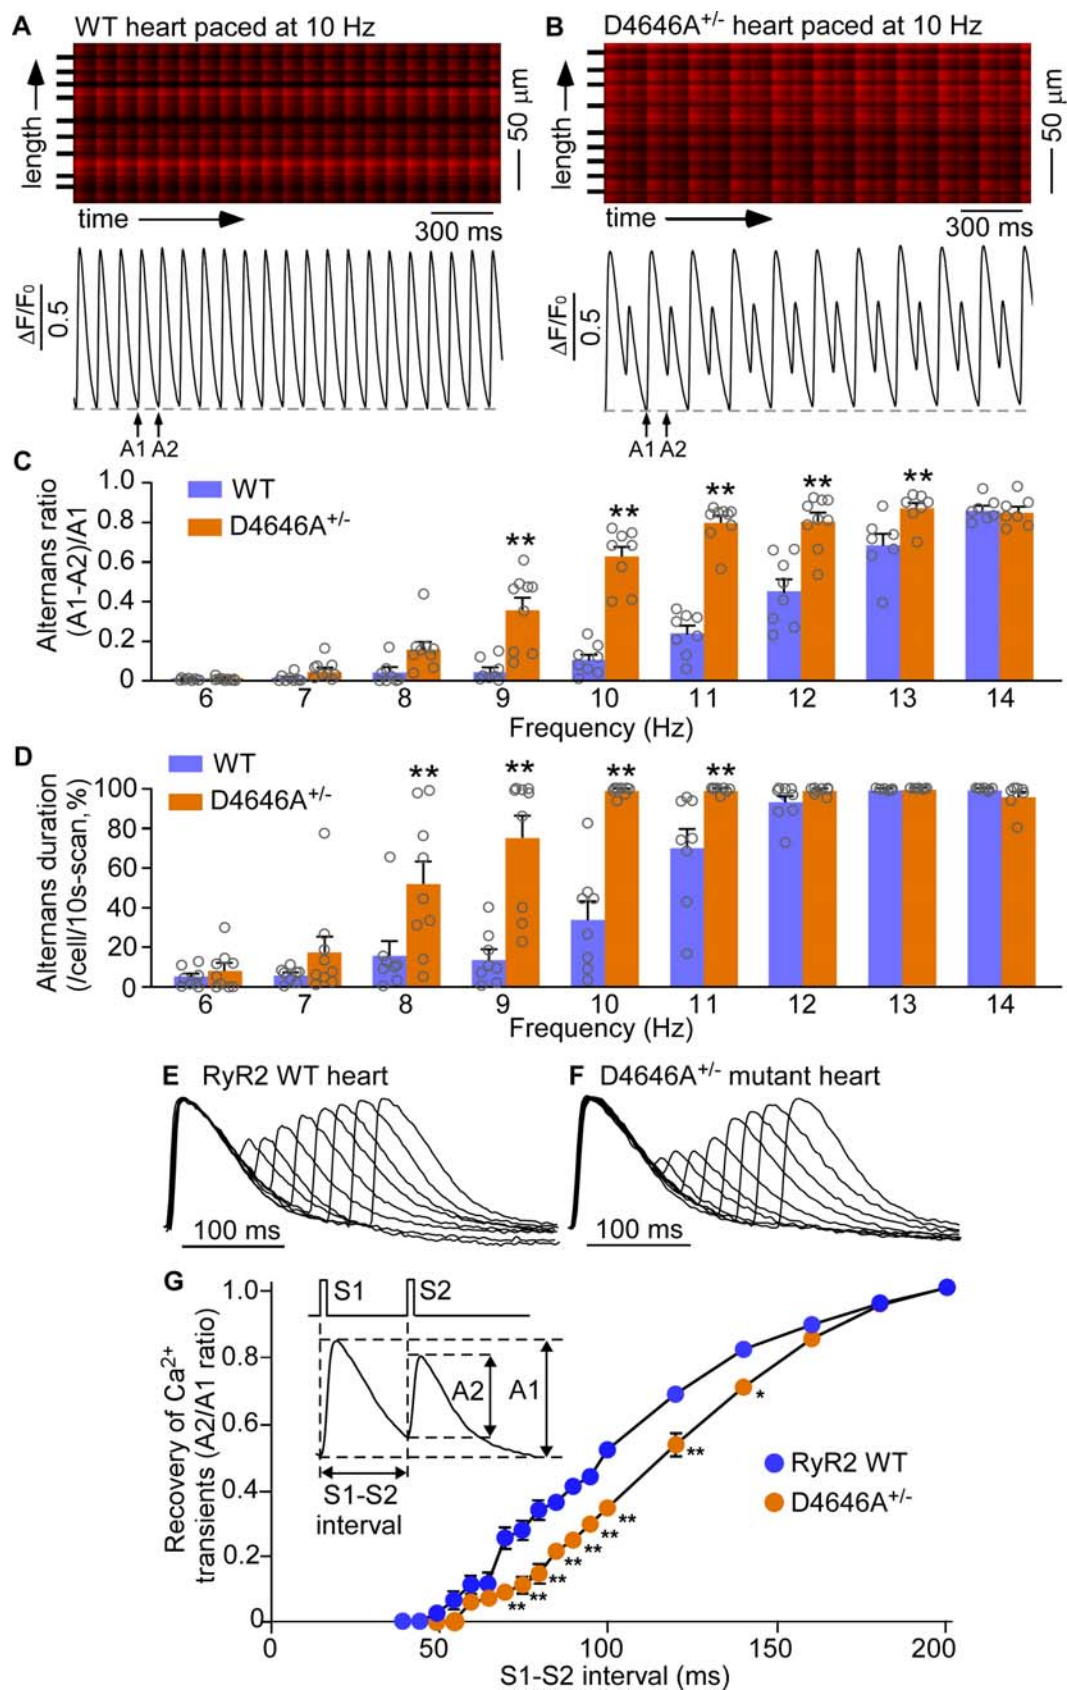 A WT heart paced at 10 Hz
length
50 µm
time
300 ms
ΔF/F0
0.5
A1 A2
B D4646A+/- heart paced at 10 Hz
length
50 µm
time
300 ms
ΔF/F0
0.5
A1 A2
C
Alternans ratio
(A1-A2)/A1
1.0
0.8
0.6
0.4
0.2
0
WT
D4646A+/-
** ** ** ** **
6 7 8 9 10 11 12 13 14
Frequency (Hz)
D
Alternans duration
(/cell/10s-scan, %)
100
80
60
40
20
0
WT
D4646A+/-
** ** ** **
6 7 8 9 10 11 12 13 14
Frequency (Hz)
E RyR2 WT heart
100 ms
F D4646A+/- mutant heart
100 ms
G
Recovery of Ca2+
transients (A2/A1 ratio)
1.0
0.8
0.6
0.4
0.2
0
S1 S2
A2 A1
S1-S2
interval
RyR2 WT
D4646A+/-
*
**
**
**
**
**
**
**
**
0 50 100 150 200
S1-S2 interval (ms)